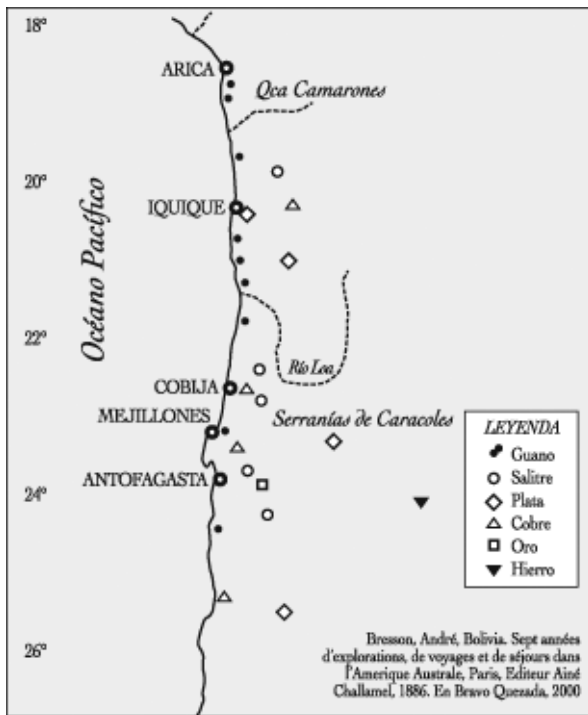 18°
ARICA
Qca Camarones
20°
IQUIQUE
Océano Pacífico
22°
Río Loa
COBIJA
MEJILLONES
Serranías de Caracoles
ANTOFAGASTA
24°
26°
LEYENDA
Guano
Salitre
Plata
Cobre
Oro
Hierro
Bresson, André, Bolivia. Sept années
d'explorations, de voyages et de séjours dans
l'Amerique Australe, Paris, Editeur Ainé
Challamel, 1886. En Bravo Quezada, 2000